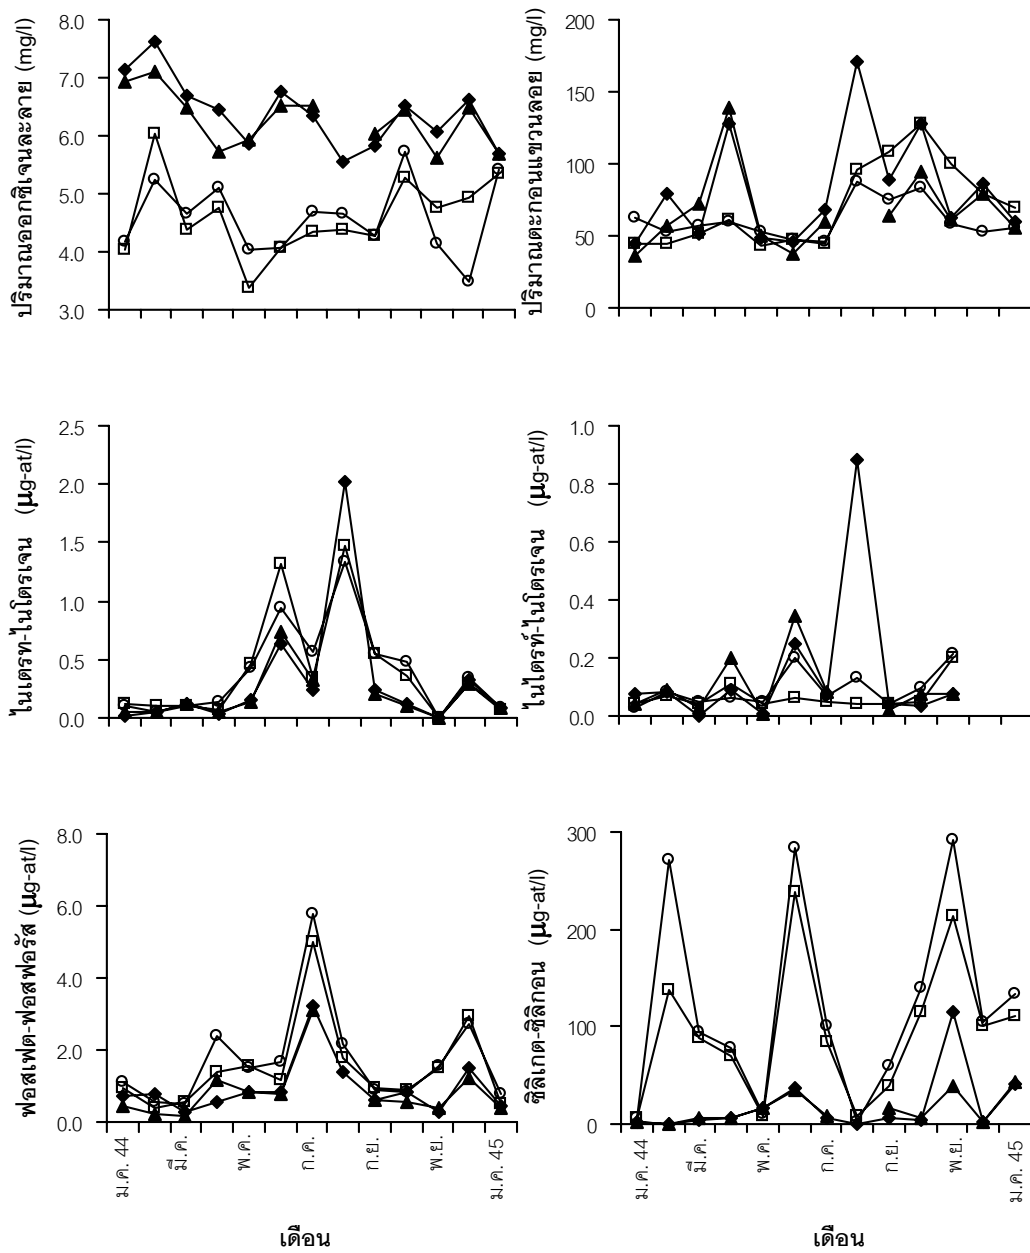 ปริมาณออกซิเจนละลาย (mg/l)
8.0
7.0
6.0
5.0
4.0
3.0
ปริมาณตะกอนแขวนลอย (mg/l)
200
150
100
50
0
ไนเตรท-ไนโตรเจน (µg-at/l)
2.5
2.0
1.5
1.0
0.5
0.0
ไนไตรท์-ไนโตรเจน (µg-at/l)
1.0
0.8
0.6
0.4
0.2
0.0
ฟอสเฟต-ฟอสฟอรัส (µg-at/l)
8.0
6.0
4.0
2.0
0.0
ม.ค. 44
มี.ค.
พ.ค.
ก.ค.
ก.ย.
พ.ย.
ม.ค. 45
เดือน
ซิลิเกต-ซิลิกอน (µg-at/l)
300
200
100
0
ม.ค. 44
มี.ค.
พ.ค.
ก.ค.
ก.ย.
พ.ย.
ม.ค. 45
เดือน